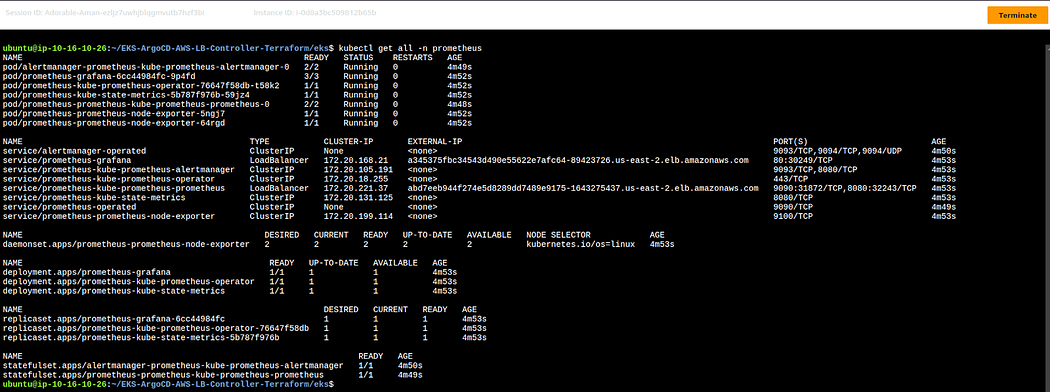 Session ID: Adorable-Aman-ezljz7uwhjblqgmvutb7hzf3bi Instance ID: i-0d0a3bc509812b65b Terminate
ubuntu@ip-10-16-10-26:~/EKS-ArgoCD-AWS-LB-Controller-Terraform/eks$ kubectl get all -n prometheus
NAME READY STATUS RESTARTS AGE
pod/alertmanager-prometheus-kube-prometheus-alertmanager-0 2/2 Running 0 4m49s
pod/prometheus-grafana-6cc44984fc-9p4fd 3/3 Running 0 4m52s
pod/prometheus-kube-prometheus-operator-76647f58db-t58k2 1/1 Running 0 4m52s
pod/prometheus-kube-state-metrics-5b787f976b-59jz4 1/1 Running 0 4m52s
pod/prometheus-prometheus-kube-prometheus-prometheus-0 2/2 Running 0 4m48s
pod/prometheus-prometheus-node-exporter-5ngj7 1/1 Running 0 4m52s
pod/prometheus-prometheus-node-exporter-64rgd 1/1 Running 0 4m52s
NAME TYPE CLUSTER-IP EXTERNAL-IP PORT(S) AGE
service/alertmanager-operated ClusterIP None <none> 9093/TCP,9094/TCP,9094/UDP 4m50s
service/prometheus-grafana LoadBalancer 172.20.168.21 a345375fbc34543d490e55622e7afc64-89423726.us-east-2.elb.amazonaws.com 80:30249/TCP 4m53s
service/prometheus-kube-prometheus-alertmanager ClusterIP 172.20.105.191 <none> 9093/TCP,8080/TCP 4m53s
service/prometheus-kube-prometheus-operator ClusterIP 172.20.18.255 <none> 443/TCP 4m53s
service/prometheus-kube-prometheus-prometheus LoadBalancer 172.20.221.37 abd7eeb944f274e5d8289dd7489e9175-1643275437.us-east-2.elb.amazonaws.com 9090:31872/TCP,8080:32243/TCP 4m53s
service/prometheus-kube-state-metrics ClusterIP 172.20.131.125 <none> 8080/TCP 4m53s
service/prometheus-operated ClusterIP None <none> 9090/TCP 4m49s
service/prometheus-prometheus-node-exporter ClusterIP 172.20.199.114 <none> 9100/TCP 4m53s
NAME DESIRED CURRENT READY UP-TO-DATE AVAILABLE NODE SELECTOR AGE
daemonset.apps/prometheus-prometheus-node-exporter 2 2 2 2 2 kubernetes.io/os=linux 4m53s
NAME READY UP-TO-DATE AVAILABLE AGE
deployment.apps/prometheus-grafana 1/1 1 1 4m53s
deployment.apps/prometheus-kube-prometheus-operator 1/1 1 1 4m53s
deployment.apps/prometheus-kube-state-metrics 1/1 1 1 4m53s
NAME DESIRED CURRENT READY AGE
replicaset.apps/prometheus-grafana-6cc44984fc 1 1 1 4m53s
replicaset.apps/prometheus-kube-prometheus-operator-76647f58db 1 1 1 4m53s
replicaset.apps/prometheus-kube-state-metrics-5b787f976b 1 1 1 4m53s
NAME READY AGE
statefulset.apps/alertmanager-prometheus-kube-prometheus-alertmanager 1/1 4m50s
statefulset.apps/prometheus-prometheus-kube-prometheus-prometheus 1/1 4m49s
ubuntu@ip-10-16-10-26:~/EKS-ArgoCD-AWS-LB-Controller-Terraform/eks$